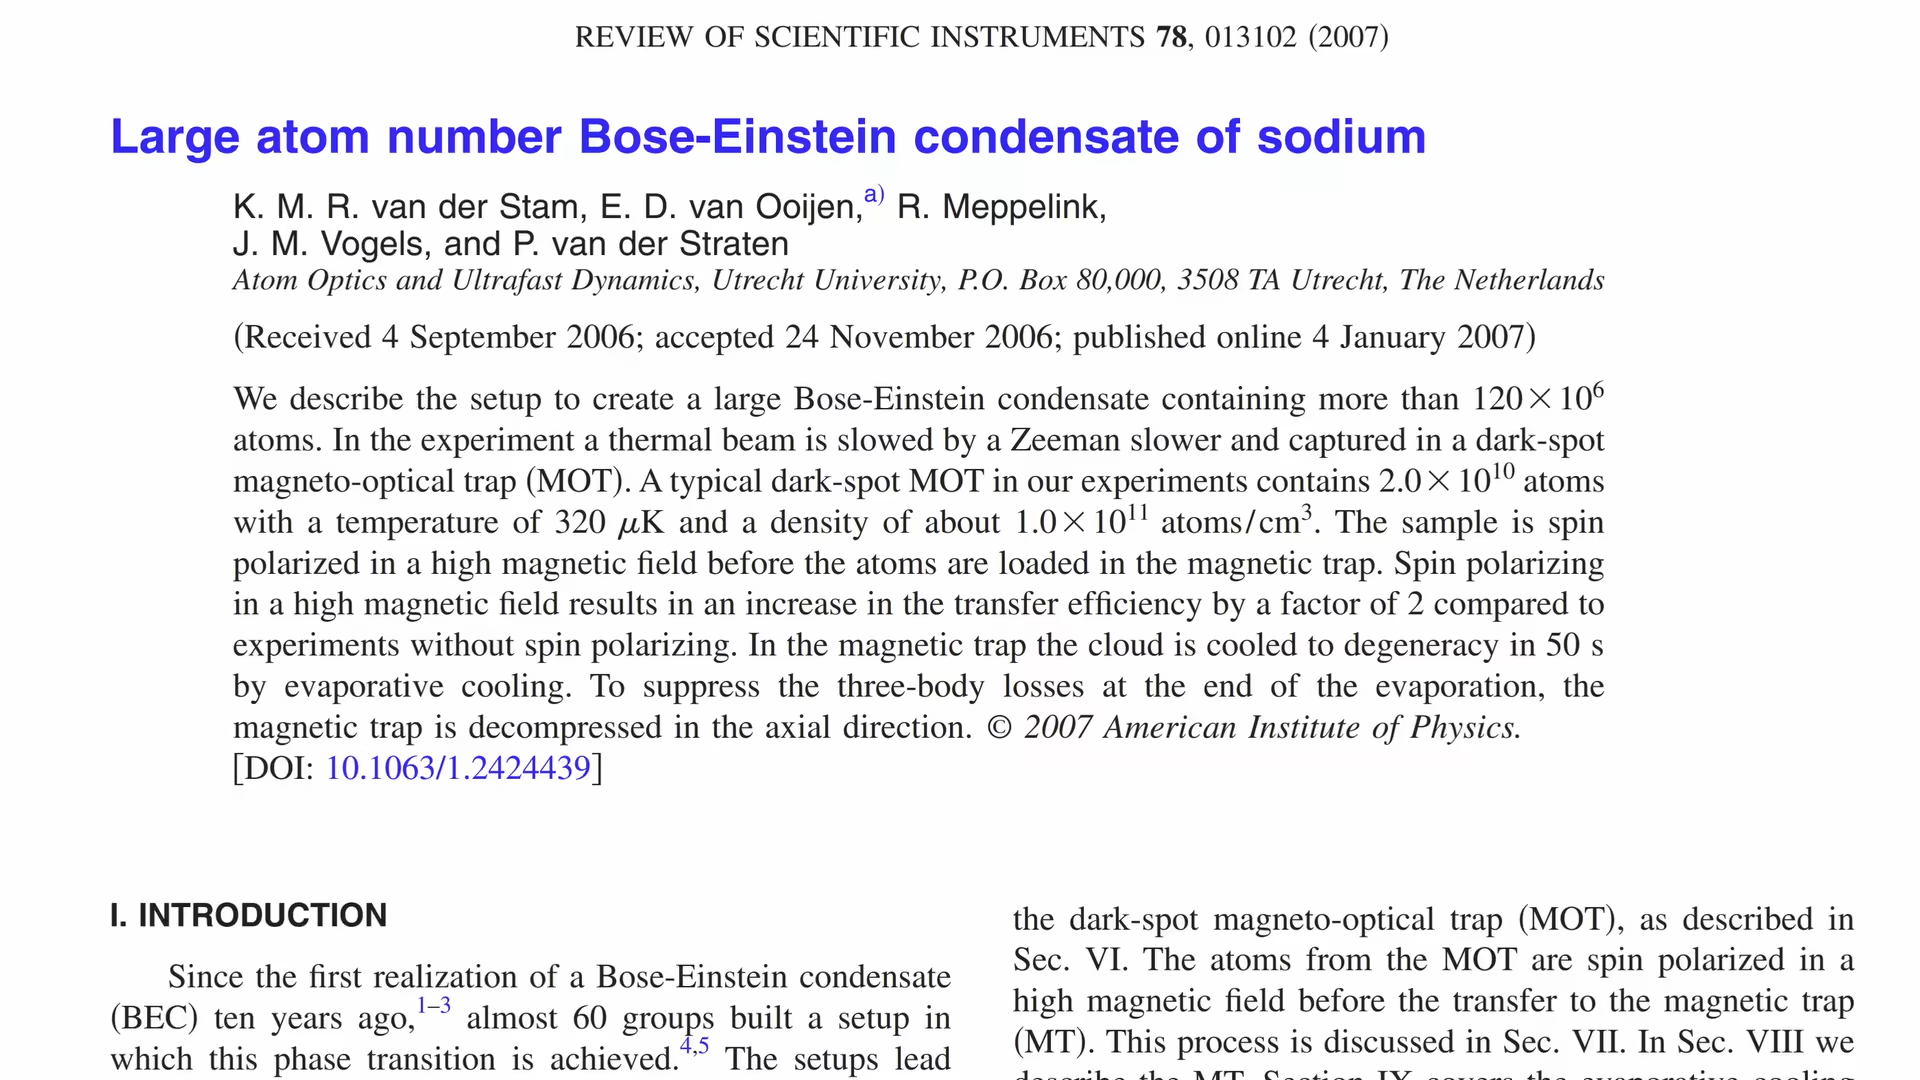 REVIEW OF SCIENTIFIC INSTRUMENTS 78, 013102 (2007)
Large atom number Bose-Einstein condensate of sodium
K. M. R. van der Stam, E. D. van Ooijen,a) R. Meppelink,
J. M. Vogels, and P. van der Straten
Atom Optics and Ultrafast Dynamics, Utrecht University, P.O. Box 80,000, 3508 TA Utrecht, The Netherlands
(Received 4 September 2006; accepted 24 November 2006; published online 4 January 2007)
We describe the setup to create a large Bose-Einstein condensate containing more than 120×10⁶
atoms. In the experiment a thermal beam is slowed by a Zeeman slower and captured in a dark-spot
magneto-optical trap (MOT). A typical dark-spot MOT in our experiments contains 2.0×10¹⁰ atoms
with a temperature of 320 μK and a density of about 1.0×10¹¹ atoms/cm³. The sample is spin
polarized in a high magnetic field before the atoms are loaded in the magnetic trap. Spin polarizing
in a high magnetic field results in an increase in the transfer efficiency by a factor of 2 compared to
experiments without spin polarizing. In the magnetic trap the cloud is cooled to degeneracy in 50 s
by evaporative cooling. To suppress the three-body losses at the end of the evaporation, the
magnetic trap is decompressed in the axial direction. © 2007 American Institute of Physics.
[DOI: 10.1063/1.2424439]
I. INTRODUCTION
Since the first realization of a Bose-Einstein condensate
(BEC) ten years ago,¹⁻³ almost 60 groups built a setup in
which this phase transition is achieved.⁴,⁵ The setups lead
the dark-spot magneto-optical trap (MOT), as described in
Sec. VI. The atoms from the MOT are spin polarized in a
high magnetic field before the transfer to the magnetic trap
(MT). This process is discussed in Sec. VII. In Sec. VIII we
describe the MT. Section IX covers the evaporative cooling